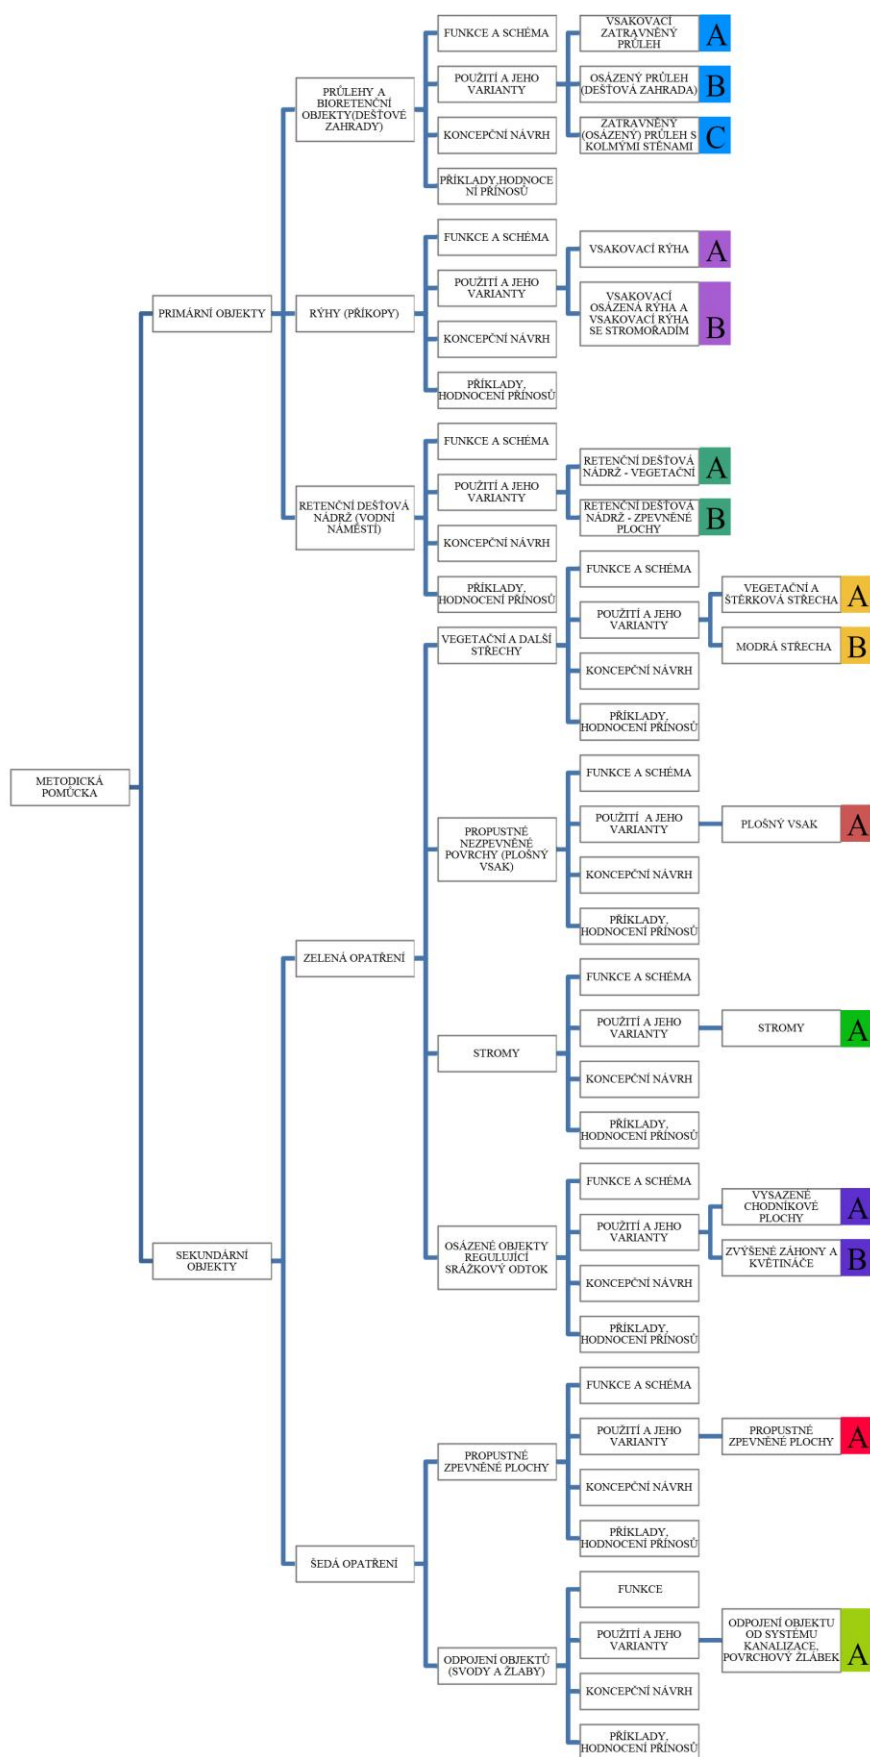 METODICKÁ
POMŮCKA
PRIMÁRNÍ OBJEKTY
PRŮLEHY A
BIORETENČNÍ
OBJEKTY(DEŠŤOVÉ
ZAHRADY)
FUNKCE A SCHÉMA
POUŽITÍ A JEHO
VARIANTY
VSAKOVACÍ
ZATRAVNĚNÝ
PRŮLEH
A
OSÁZENÝ PRŮLEH
(DEŠŤOVÁ ZAHRADA)
B
ZATRAVNĚNÝ
(OSÁZENÝ) PRŮLEH S
KOLMÝMI STĚNAMI
C
KONCEPČNÍ NÁVRH
PŘÍKLADY,HODNOCE
NÍ PŘÍNOSŮ
RÝHY (PŘÍKOPY)
FUNKCE A SCHÉMA
POUŽITÍ A JEHO
VARIANTY
VSAKOVACÍ RÝHA
A
VSAKOVACÍ
OSÁZENÁ RÝHA A
VSAKOVACÍ RÝHA
SE STROMOŘADÍM
B
KONCEPČNÍ NÁVRH
PŘÍKLADY,
HODNOCENÍ PŘÍNOSŮ
RETENČNÍ DEŠŤOVÁ
NÁDRŽ (VODNÍ
NÁMĚSTÍ)
FUNKCE A SCHÉMA
POUŽITÍ A JEHO
VARIANTY
RETENČNÍ DEŠŤOVÁ
NÁDRŽ - VEGETAČNÍ
A
RETENČNÍ DEŠŤOVÁ
NÁDRŽ - ZPEVNĚNÉ
PLOCHY
B
KONCEPČNÍ NÁVRH
PŘÍKLADY,
HODNOCENÍ PŘÍNOSŮ
SEKUNDÁRNÍ
OBJEKTY
ZELENÁ OPATŘENÍ
VEGETAČNÍ A DALŠÍ
STŘECHY
FUNKCE A SCHÉMA
POUŽITÍ A JEHO
VARIANTY
VEGETAČNÍ A
ŠTĚRKOVÁ STŘECHA
A
MODRÁ STŘECHA
B
KONCEPČNÍ NÁVRH
PŘÍKLADY,
HODNOCENÍ PŘÍNOSŮ
PROPUSTNÉ
NEZPEVNĚNÉ
POVRCHY (PLOŠNÝ
VSAK)
FUNKCE A SCHÉMA
POUŽITÍ A JEHO
VARIANTY
PLOŠNÝ VSAK
A
KONCEPČNÍ NÁVRH
PŘÍKLADY,
HODNOCENÍ PŘÍNOSŮ
STROMY
FUNKCE A SCHÉMA
POUŽITÍ A JEHO
VARIANTY
STROMY
A
KONCEPČNÍ NÁVRH
PŘÍKLADY,
HODNOCENÍ PŘÍNOSŮ
OSÁZENÉ OBJEKTY
REGULUJÍCÍ
SRÁŽKOVÝ ODTOK
FUNKCE A SCHÉMA
POUŽITÍ A JEHO
VARIANTY
VYSAZENÉ
CHODNÍKOVÉ
PLOCHY
A
ZVÝŠENÉ ZÁHONY A
KVĚTINÁČE
B
KONCEPČNÍ NÁVRH
PŘÍKLADY,
HODNOCENÍ PŘÍNOSŮ
ŠEDÁ OPATŘENÍ
PROPUSTNÉ
ZPEVNĚNÉ PLOCHY
FUNKCE A SCHÉMA
POUŽITÍ A JEHO
VARIANTY
PROPUSTNÉ
ZPEVNĚNÉ PLOCHY
A
KONCEPČNÍ NÁVRH
PŘÍKLADY,
HODNOCENÍ PŘÍNOSŮ
ODPOJENÍ OBJEKTŮ
(SVODY A ŽLABY)
FUNKCE
POUŽITÍ A JEHO
VARIANTY
ODPOJENÍ OBJEKTU
OD SYSTÉMU
KANALIZACE,
POVRCHOVÝ ŽLÁBEK
A
KONCEPČNÍ NÁVRH
PŘÍKLADY,
HODNOCENÍ PŘÍNOSŮ